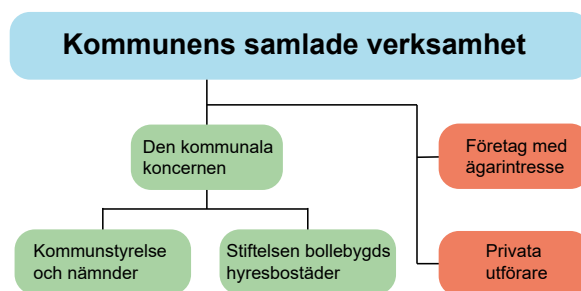 Kommunens samlade verksamhet
Den kommunala
koncernen
Företag med
ägarintresse
Kommunstyrelse
och nämnder
Stiftelsen bollebygds
hyresbostäder
Privata
utförare